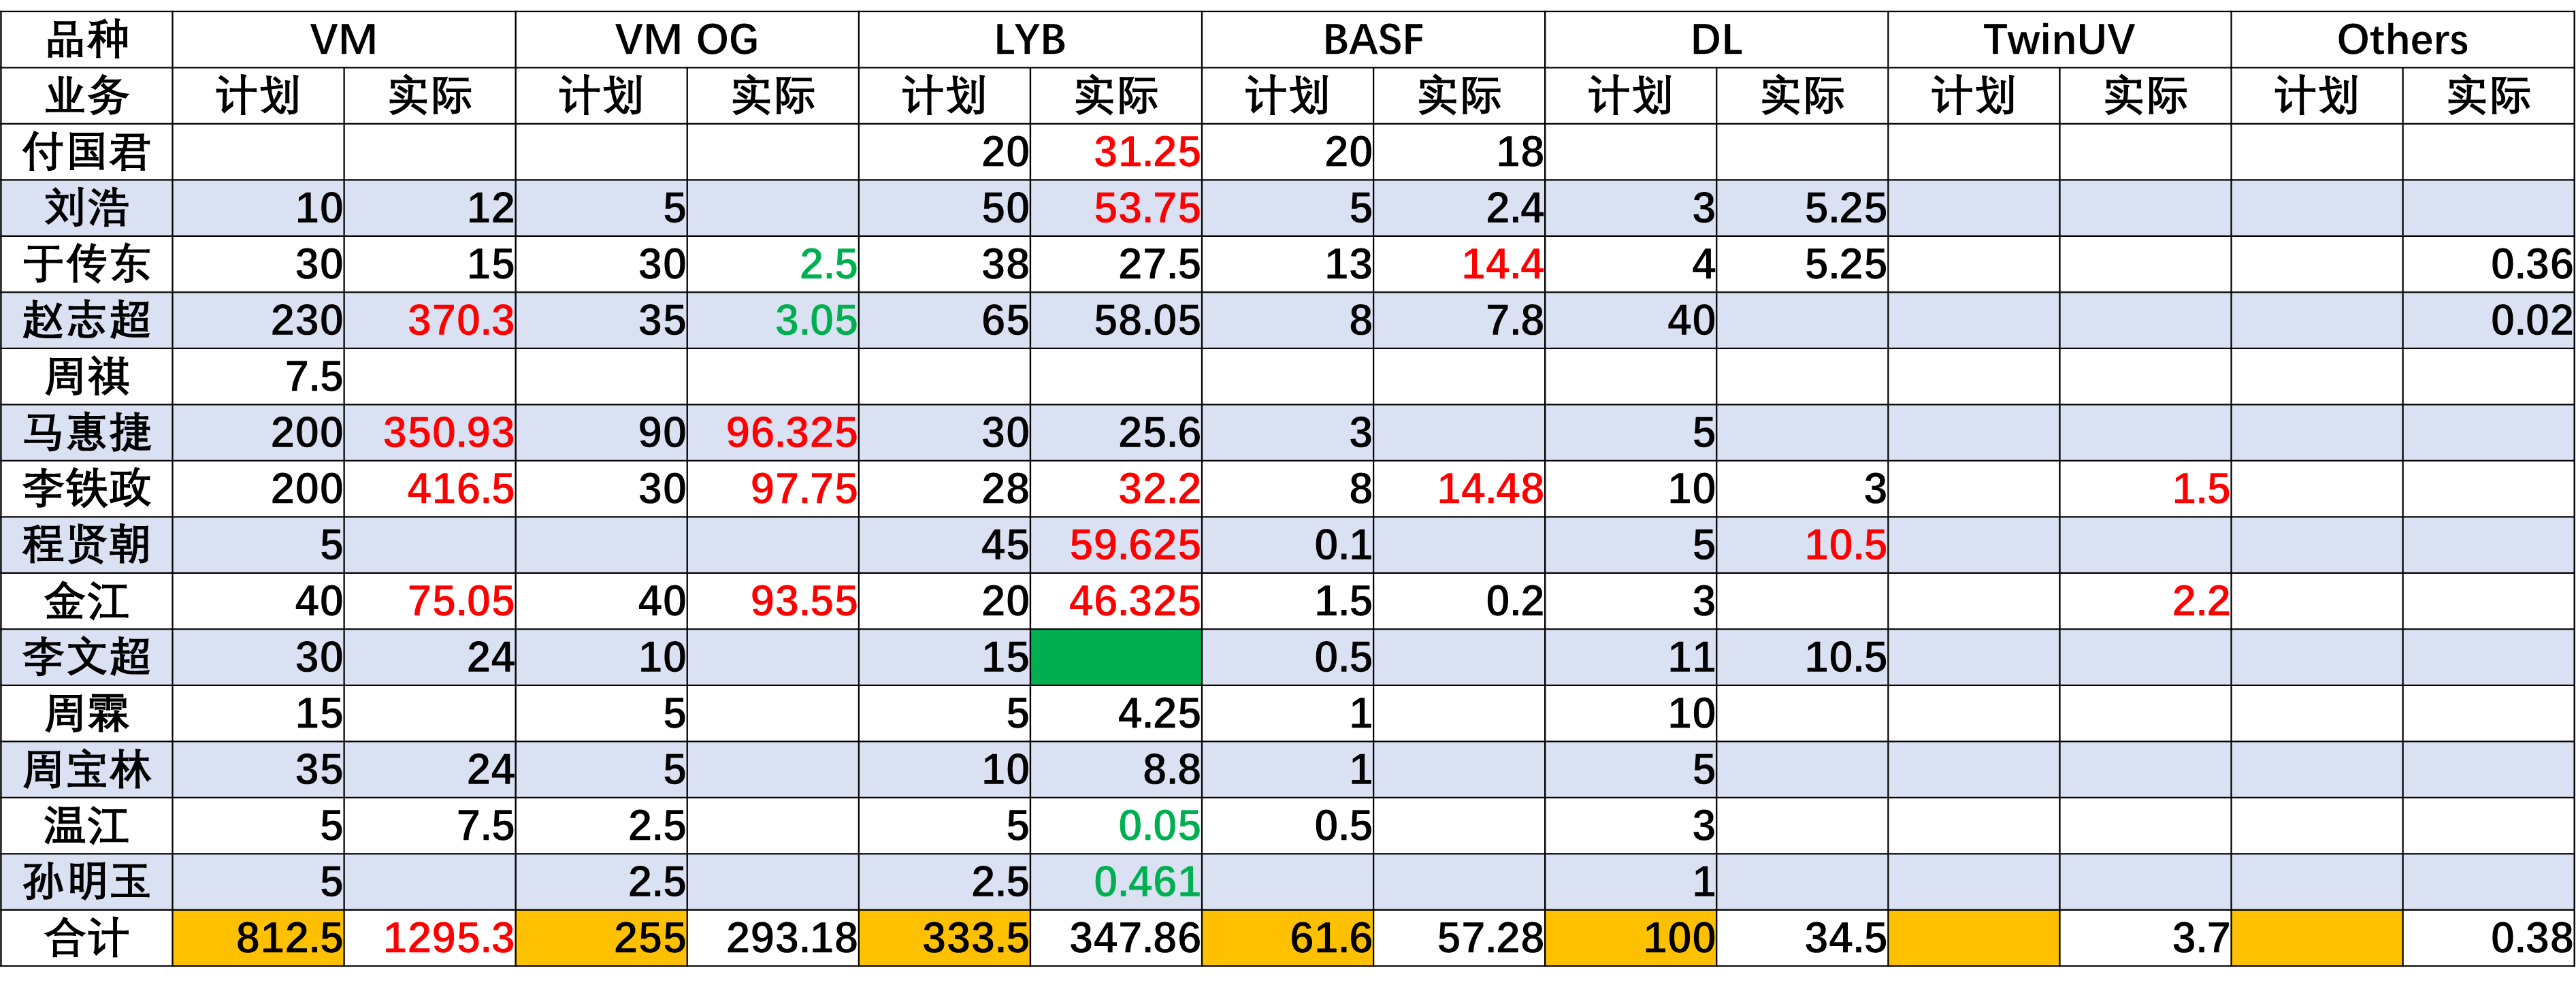 品种 VM VM OG LYB BASF DL TwinUV Others
业务 计划 实际 计划 实际 计划 实际 计划 实际 计划 实际 计划 实际 计划 实际
付国君 20 31.25 20 18
刘浩 10 12 5 50 53.75 5 2.4 3 5.25
于传东 30 15 30 2.5 38 27.5 13 14.4 4 5.25 0.36
赵志超 230 370.3 35 3.05 65 58.05 8 7.8 40 0.02
周祺 7.5
马惠捷 200 350.93 90 96.325 30 25.6 3 5
李铁政 200 416.5 30 97.75 28 32.2 8 14.48 10 3 1.5
程贤朝 5 45 59.625 0.1 5 10.5
金江 40 75.05 40 93.55 20 46.325 1.5 0.2 3 2.2
李文超 30 24 10 15 0.5 11 10.5
周霖 15 5 5 4.25 1 10
周宝林 35 24 5 10 8.8 1 5
温江 5 7.5 2.5 5 0.05 0.5 3
孙明玉 5 2.5 2.5 0.461 1
合计 812.5 1295.3 255 293.18 333.5 347.86 61.6 57.28 100 34.5 3.7 0.38